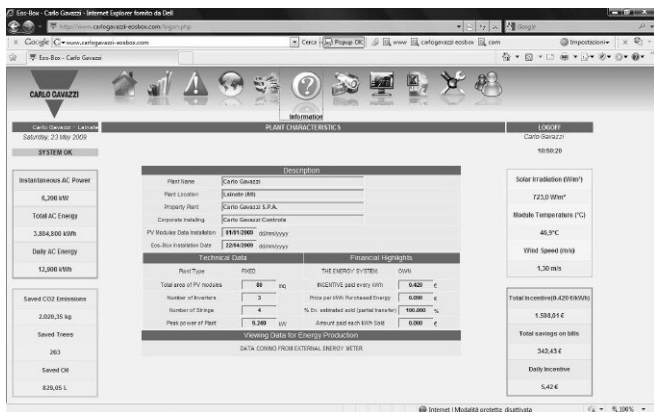 Eos-Box - Carlo Gavazzi - Internet Explorer fornito da Dell
http://www.carlogavazzi-eosbox.com/login.php
Google
Google
www.carlogavazzi-eosbox.com
Cerca
Popup OK
www
carlogavazzi eosbox
com
Impostazioni
Eos-Box - Carlo Gavazzi
CARLO GAVAZZI
Information
Carlo Gavazzi - Lainate
PLANT CHARACTERISTICS
LOGOFF
Saturday, 23 May 2009
Carlo Gavazzi
SYSTEM OK
10:50:20
Instantaneous AC Power
6,200 kW
Total AC Energy
3.804,800 kWh
Daily AC Energy
12,900 kWh
Saved CO2 Emissions
2.020,35 kg
Saved Trees
203
Saved Oil
829,05 L
Description
Plant Name Carlo Gavazzi
Plant Location Lainate (MI)
Property Plant Carlo Gavazzi S.P.A.
Corporate Installing Carlo Gavazzi Controls
PV Modules Data Installation 01/01/2009 dd/mm/yyyy
Eos-Box Installation Date 22/04/2009 dd/mm/yyyy
Technical Data
Plant Type FIXED
Total area of PV modules 80 mq
Number of Inverters 3
Number of Strings 4
Peak power of Plant 9.240 kW
Financial Highlights
THE ENERGY SYSTEM: OWN
INCENTIVE paid every kWh 0.420 €
Price per kWh Purchased Energy 0.090 €
% En. estimated sold (partial transfer) 100.000 %
Amount paid each kWh Sold 0.000 €
Viewing Data for Energy Production
DATA COMING FROM EXTERNAL ENERGY METER
Solar Irradiation (W/m²)
723,0 W/m²
Module Temperature (°C)
46,9°C
Wind Speed (m/s)
1,30 m/s
Total Incentive(0.420 €/kWh)
1.598,01 €
Total savings on bills
342,43 €
Daily Incentive
5,42 €
Internet | Modalità protetta: disattivata
100%